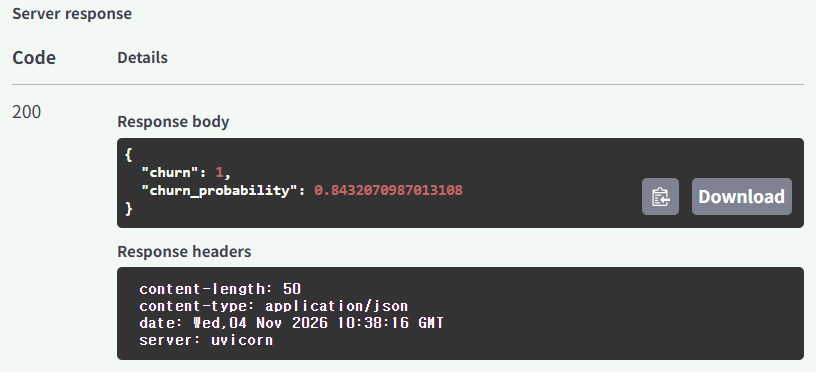 Server response
Code Details
200
Response body
{
"churn": 1,
"churn_probability": 0.8432070987013108
}
Download
Response headers
content-length: 50
content-type: application/json
date: Wed,04 Nov 2026 10:38:16 GMT
server: uvicorn